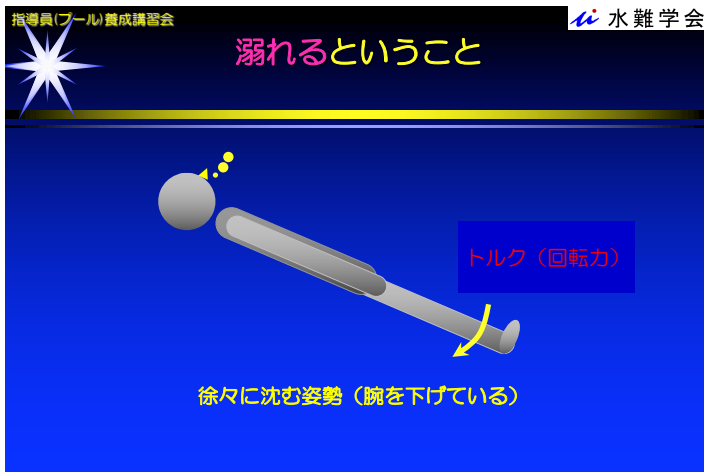 指導員(プール)養成講習会
水難学会
溺れるということ
トルク（回転力）
徐々に沈む姿勢（腕を下げている）